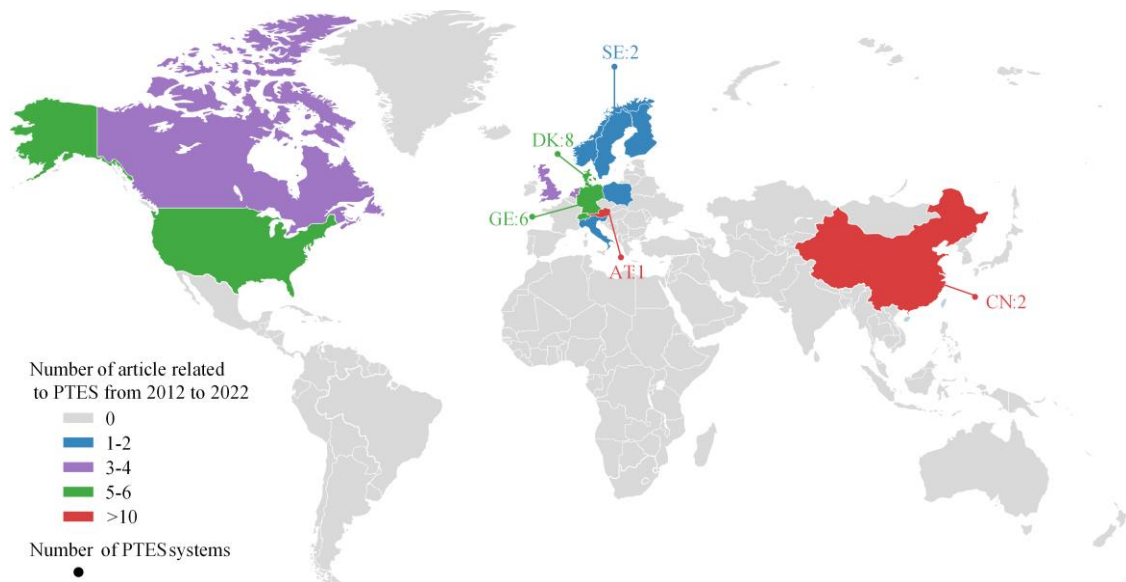 SE:2
DK:8
GE:6
AT:1
CN:2
Number of article related
to PTES from 2012 to 2022
0
1-2
3-4
5-6
>10
Number of PTES systems